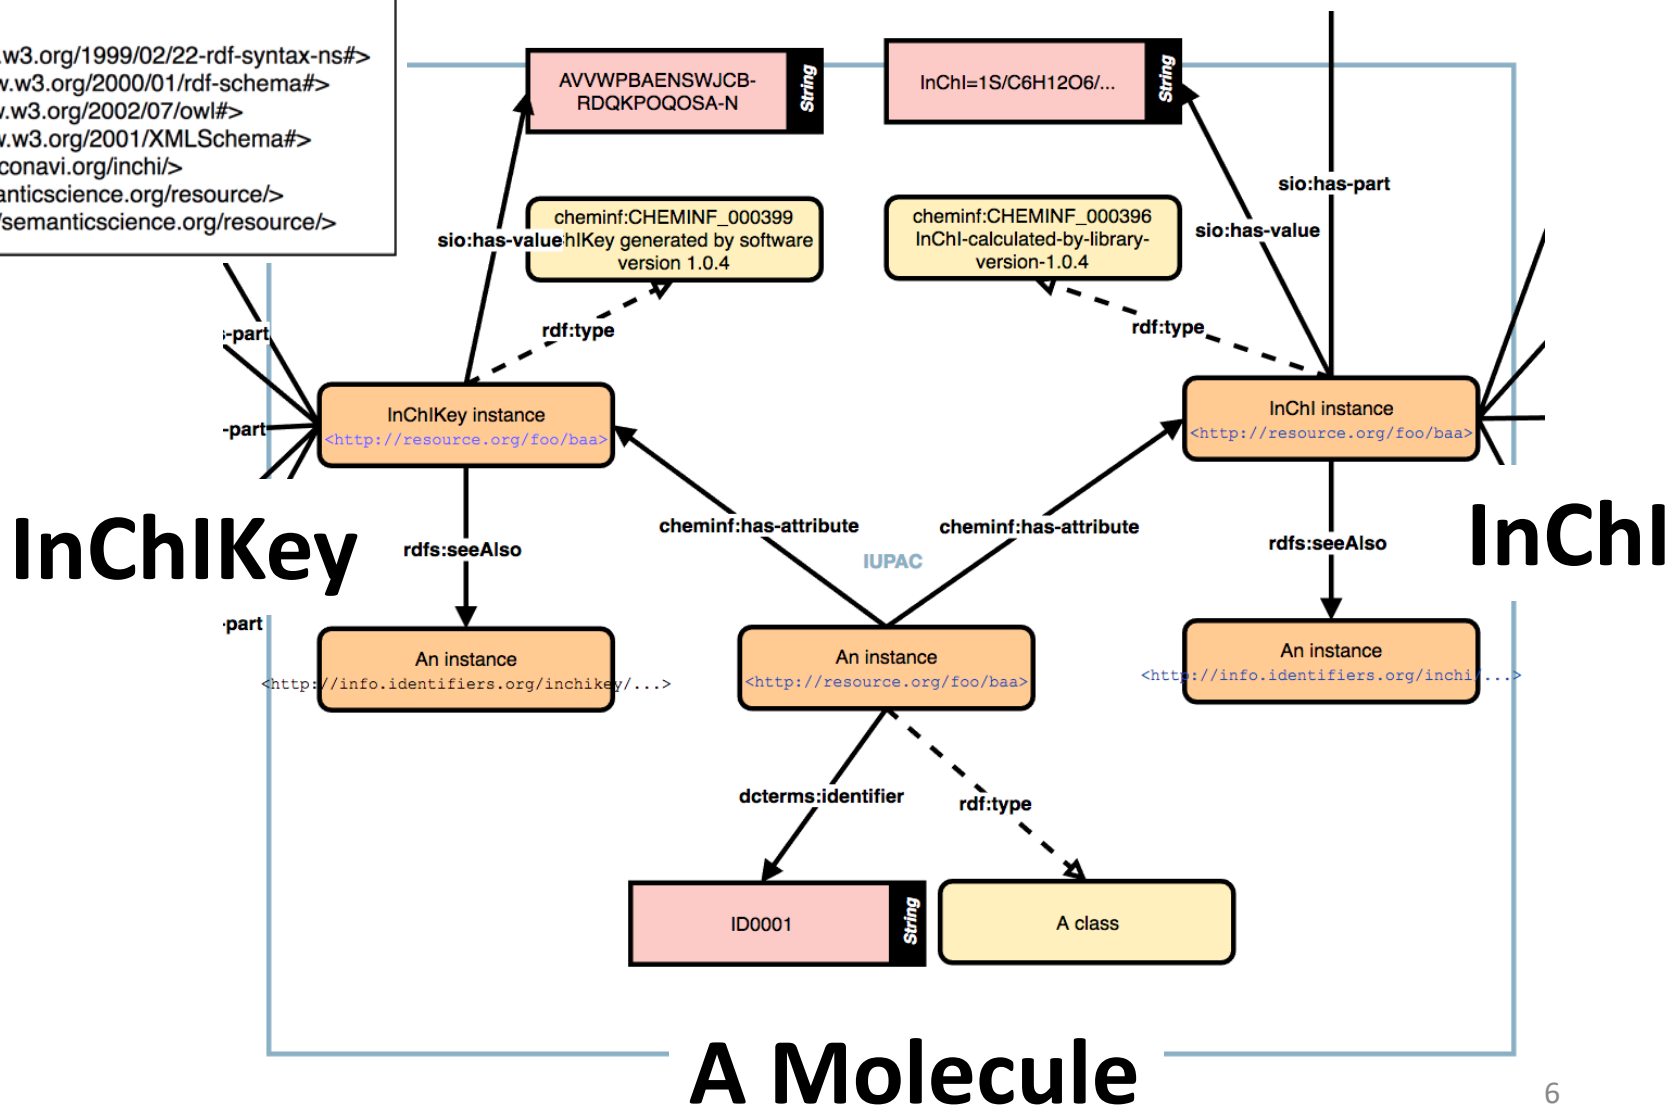 .w3.org/1999/02/22-rdf-syntax-ns#>
w.w3.org/2000/01/rdf-schema#>
v.w3.org/2002/07/owl#>
v.w3.org/2001/XMLSchema#>
conavi.org/inchi/>
anticscience.org/resource/>
/semanticscience.org/resource/>
AVVWPBAENSWJCB-
RDQKPOQOSA-N
String
InChI=1S/C6H12O6/...
String
sio:has-part
cheminf:CHEMINF_000399
hIKey generated by software
version 1.0.4
sio:has-value
cheminf:CHEMINF_000396
InChI-calculated-by-library-
version-1.0.4
sio:has-value
rdf:type
rdf:type
-part
-part
-part
InChIKey instance
<http://resource.org/foo/baa>
InChI instance
<http://resource.org/foo/baa>
InChIKey
rdfs:seeAlso
cheminf:has-attribute
cheminf:has-attribute
IUPAC
rdfs:seeAlso
InChI
An instance
<http://info.identifiers.org/inchikey/...>
An instance
<http://resource.org/foo/baa>
An instance
<http://info.identifiers.org/inchi/...>
dcterms:identifier
rdf:type
ID0001
String
A class
A Molecule
6